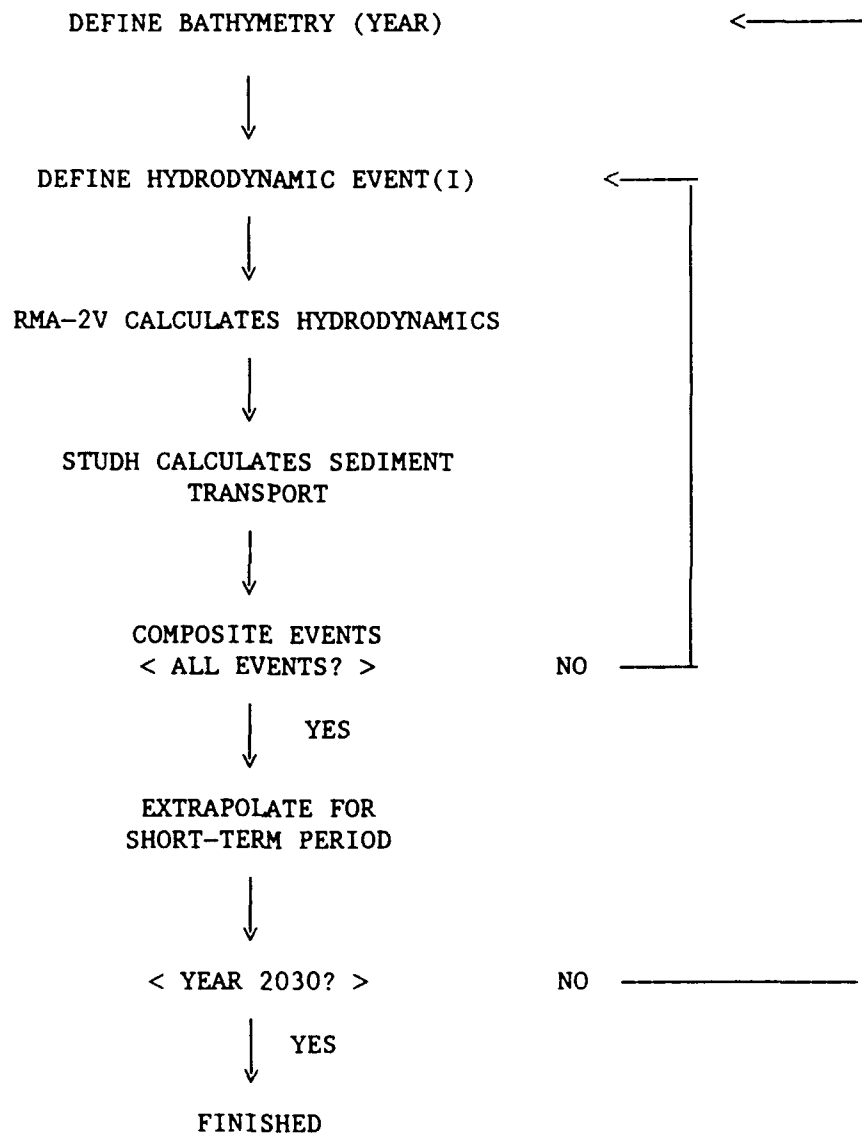 DEFINE BATHYMETRY (YEAR)
DEFINE HYDRODYNAMIC EVENT(I)
RMA-2V CALCULATES HYDRODYNAMICS
STUDH CALCULATES SEDIMENT
TRANSPORT
COMPOSITE EVENTS
< ALL EVENTS? > NO
YES
EXTRAPOLATE FOR
SHORT-TERM PERIOD
< YEAR 2030? > NO
YES
FINISHED